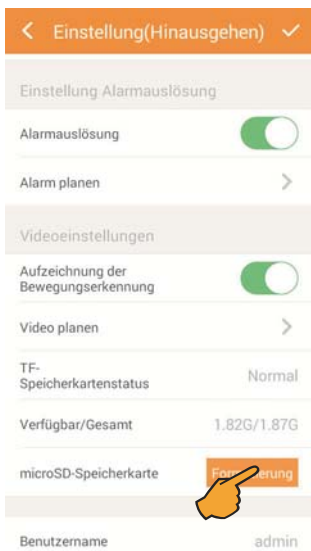 Einstellung(Hinausgehen)
Einstellung Alarmauslösung
Alarmauslösung
Alarm planen
Videoeinstellungen
Aufzeichnung der
Bewegungserkennung
Video planen
TF-
Speicherkartenstatus
Normal
Verfügbar/Gesamt
1.82G/1.87G
microSD-Speicherkarte
Formatierung
Benutzername
admin